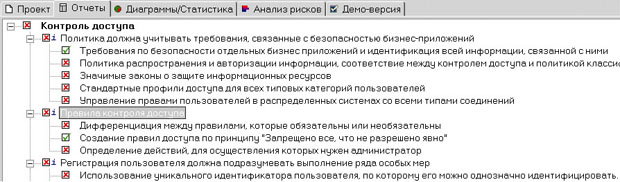 Проект Отчеты Диаграммы/Статистика Анализ рисков Демо-версия
Контроль доступа
Политика должна учитывать требования, связанные с безопасностью бизнес-приложений
Требования по безопасности отдельных бизнес приложений и идентификация всей информации, связанной с ними
Политика распространения и авторизации информации, соответствие между контролем доступа и политикой классиф
Значимые законы о защите информационных ресурсов
Стандартные профили доступа для всех типовых категорий пользователей
Управление правами пользователей в распределенных системах со всеми типами соединений
Правила контроля доступа
Дифференциация между правилами, которые обязательны или необязательны
Создание правил доступа по принципу "Запрещено все, что не разрешено явно"
Определение действий, для осуществления которых нужен администратор
Регистрация пользователя должна подразумевать выполнение ряда особых мер
Использование уникального идентификатора пользователя, по которому его можно однозначно идентифицировать.